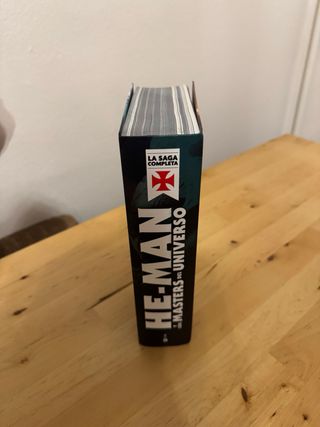 LA SAGA
COMPLETA
HE-MAN
Y LOS MASTERS DEL UNIVERSO